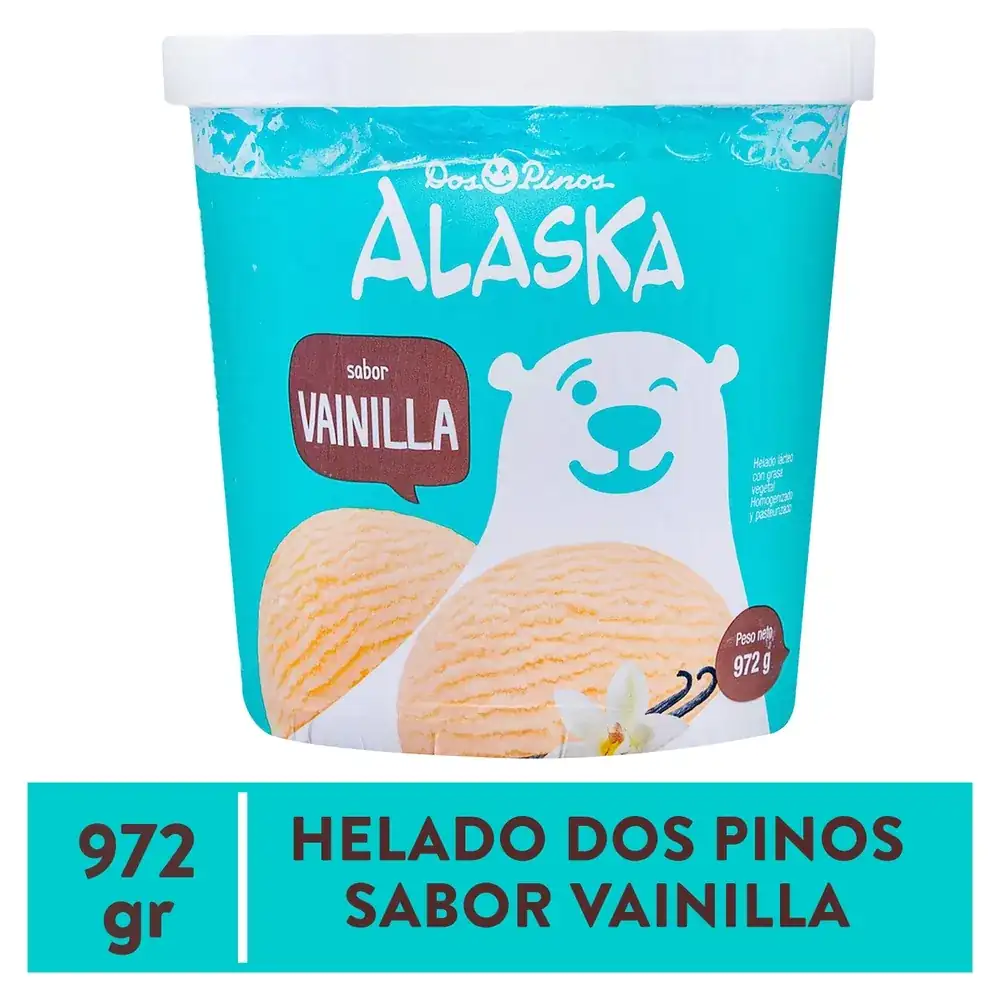 Dos Pinos
ALASKA
sabor
VAINILLA
Helado lácteo
con grasa
vegetal
Homogenizado
y pasteurizado
Peso neto
972 g
972
gr
HELADO DOS PINOS
SABOR VAINILLA